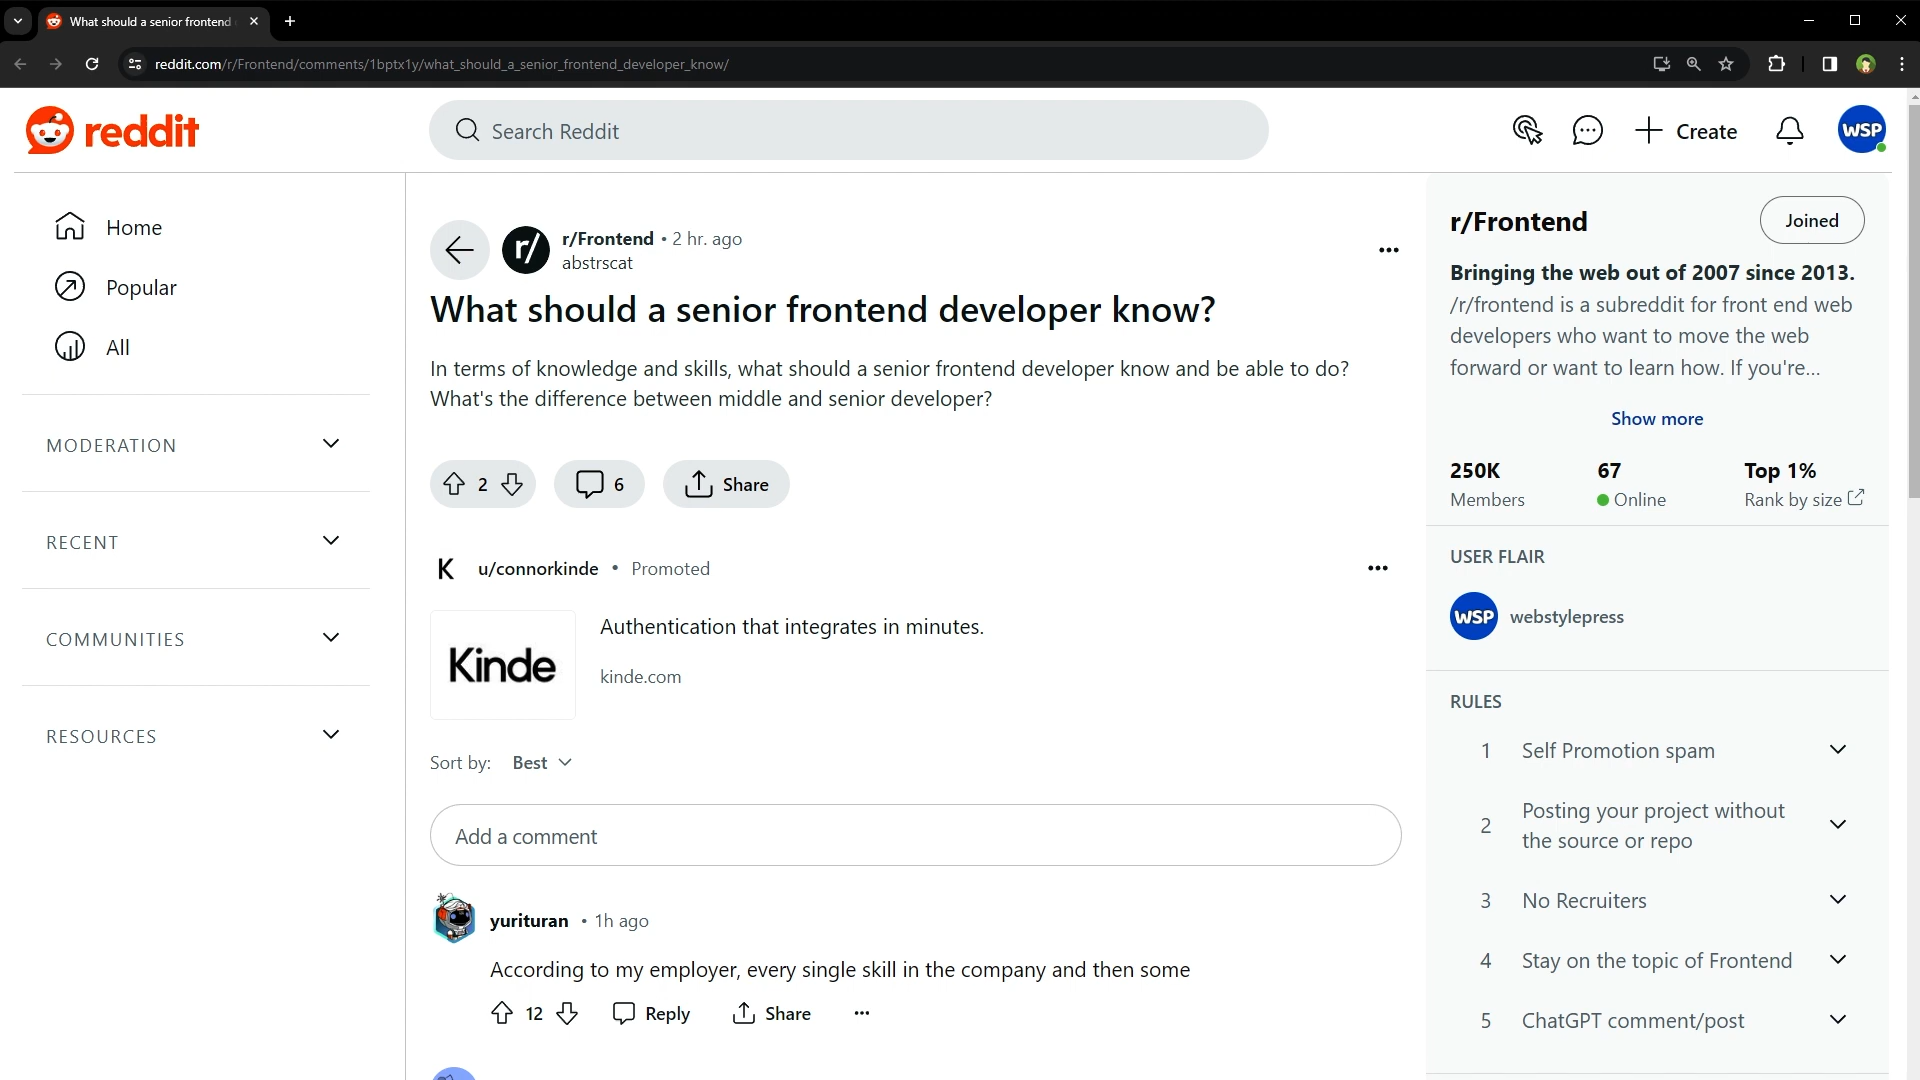 What should a senior frontend
reddit.com/r/Frontend/comments/1bptx1y/what_should_a_senior_frontend_developer_know/
reddit
Search Reddit
Create
WSP
Home
Popular
All
MODERATION
RECENT
COMMUNITIES
RESOURCES
r/
r/Frontend • 2 hr. ago
abstrscat
What should a senior frontend developer know?
In terms of knowledge and skills, what should a senior frontend developer know and be able to do?
What's the difference between middle and senior developer?
2
6
Share
K u/connorkinde • Promoted
Kinde
Authentication that integrates in minutes.
kinde.com
Sort by: Best
Add a comment
yurituran • 1h ago
According to my employer, every single skill in the company and then some
12 Reply Share
r/Frontend
Joined
Bringing the web out of 2007 since 2013.
/r/frontend is a subreddit for front end web
developers who want to move the web
forward or want to learn how. If you're...
Show more
250K 67 Top 1%
Members Online Rank by size
USER FLAIR
WSP webstylepress
RULES
1 Self Promotion spam
2 Posting your project without
the source or repo
3 No Recruiters
4 Stay on the topic of Frontend
5 ChatGPT comment/post